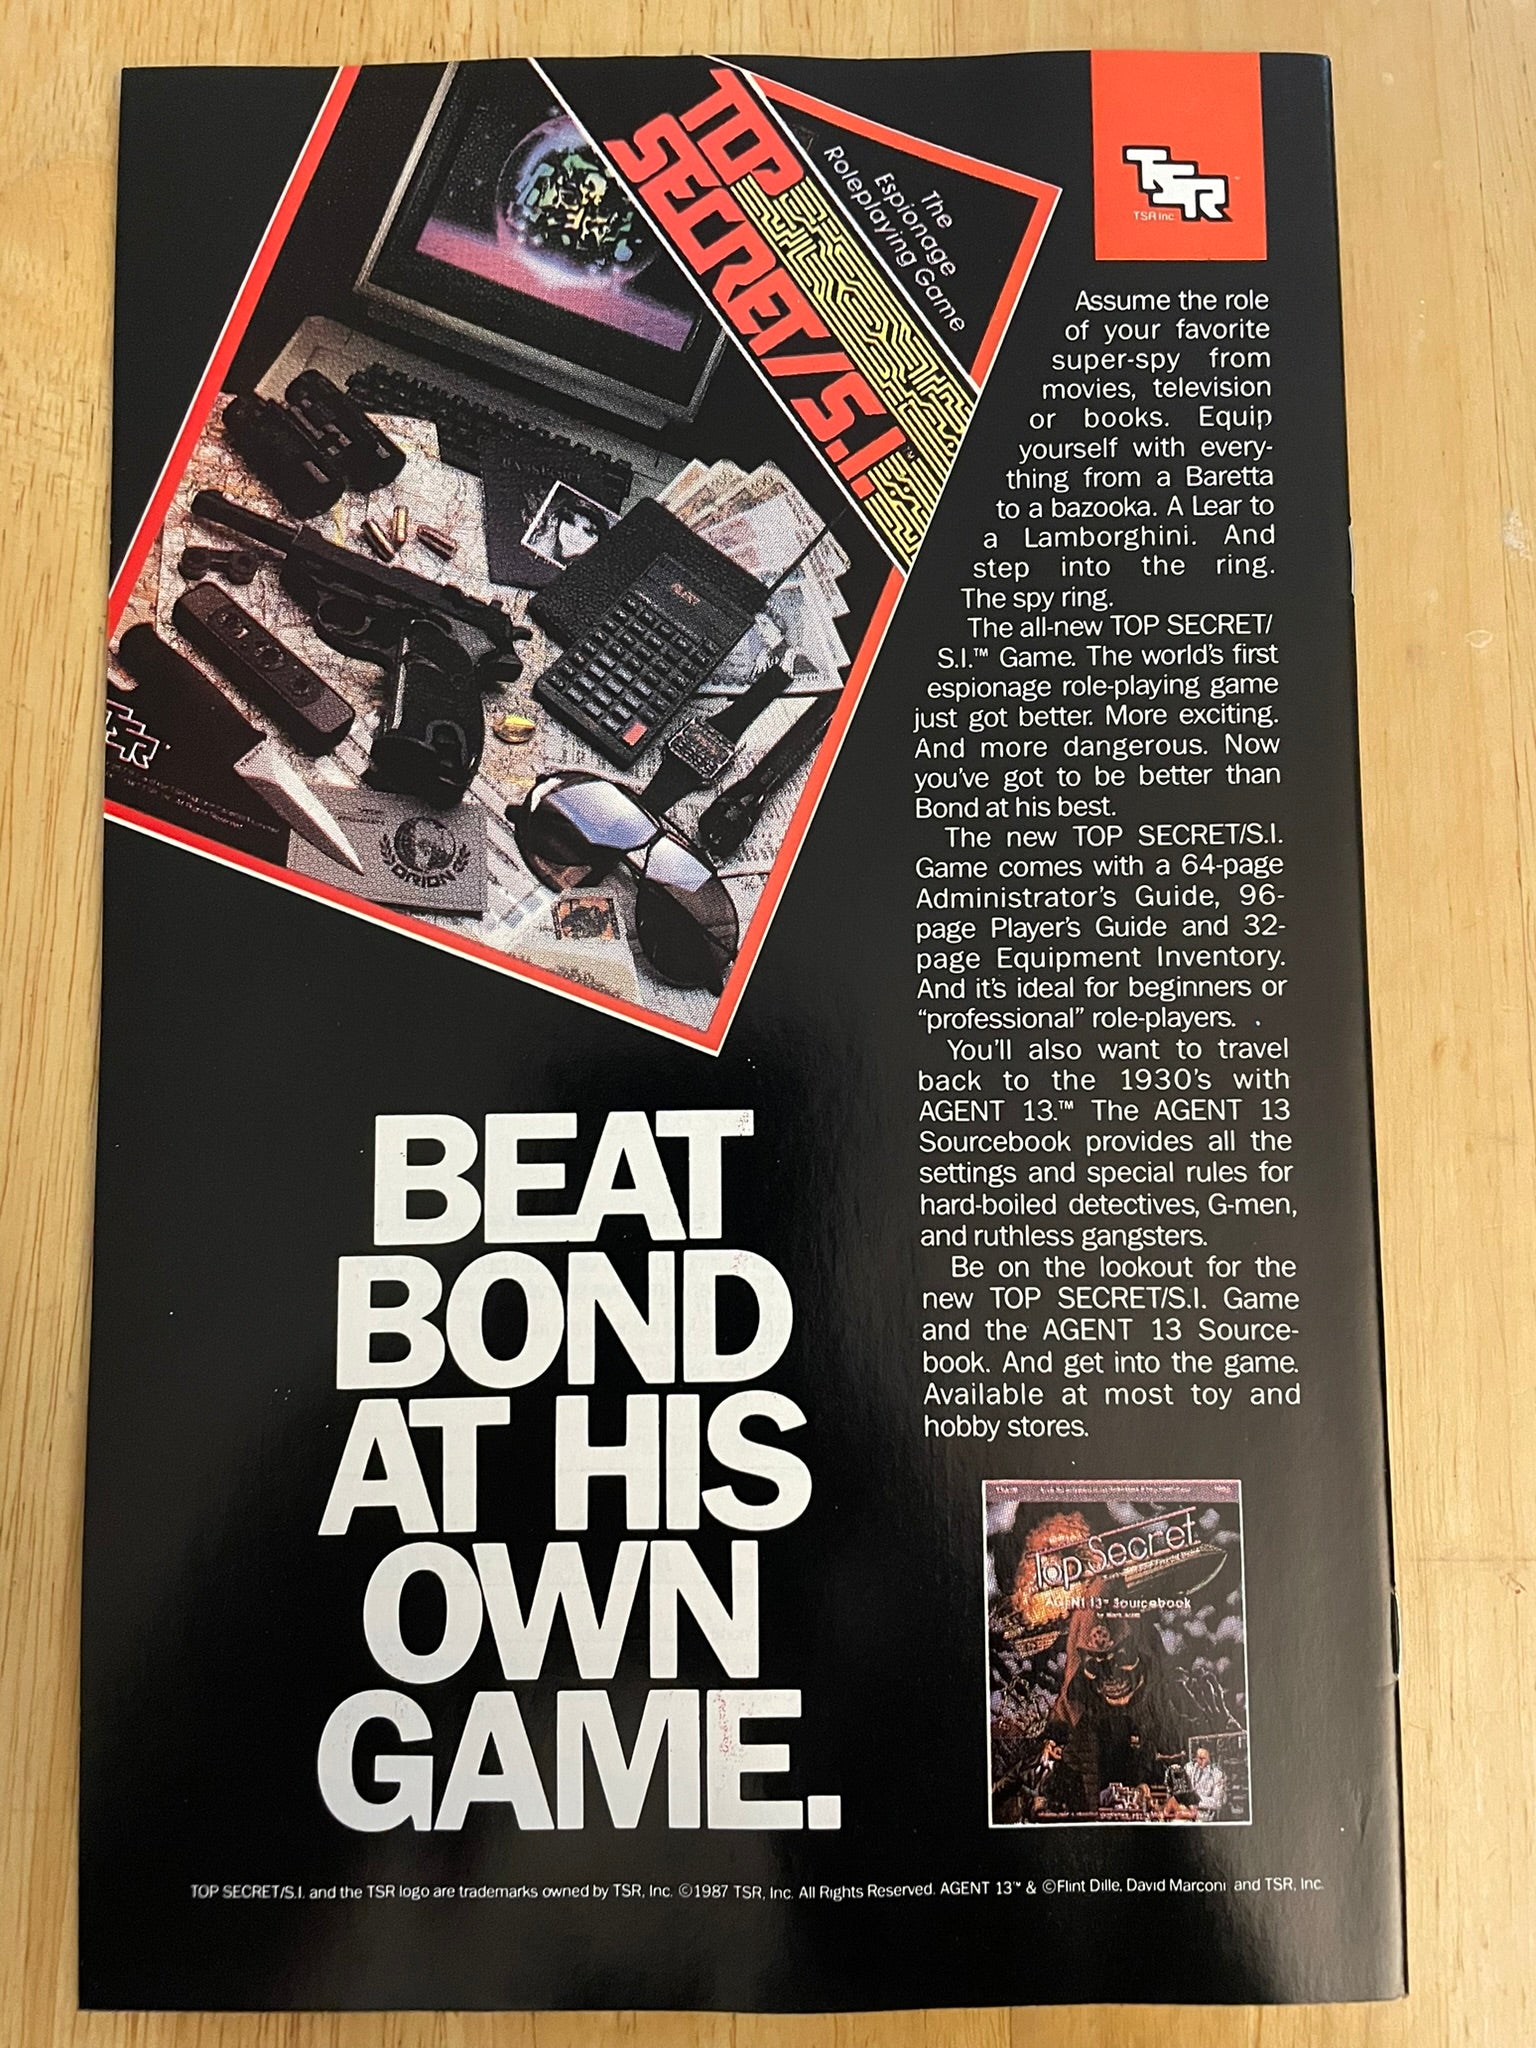 TOP
SECRET/S.I.™
The
Espionage
Roleplaying Game
TSR
TSR Inc.
ORION
TSR
Assume the role
of your favorite
super-spy from
movies, television
or books. Equip
yourself with every-
thing from a Baretta
to a bazooka. A Lear to
a Lamborghini. And
step into the ring.
The spy ring.
The all-new TOP SECRET/
S.I.™ Game. The world's first
espionage role-playing game
just got better. More exciting.
And more dangerous. Now
you've got to be better than
Bond at his best.
The new TOP SECRET/S.I.
Game comes with a 64-page
Administrator's Guide, 96-
page Player's Guide and 32-
page Equipment Inventory.
And it's ideal for beginners or
"professional" role-players.
You'll also want to travel
back to the 1930's with
AGENT 13.™ The AGENT 13
Sourcebook provides all the
settings and special rules for
hard-boiled detectives, G-men,
and ruthless gangsters.
Be on the lookout for the
new TOP SECRET/S.I. Game
and the AGENT 13 Source-
book. And get into the game.
Available at most toy and
hobby stores.
BEAT
BOND
AT HIS
OWN
GAME.
Top Secret
AGENT 13™ Sourcebook
TOP SECRET/S.I. and the TSR logo are trademarks owned by TSR, Inc. ©1987 TSR, Inc. All Rights Reserved. AGENT 13™ & ©Flint Dille, David Marconi and TSR, Inc.